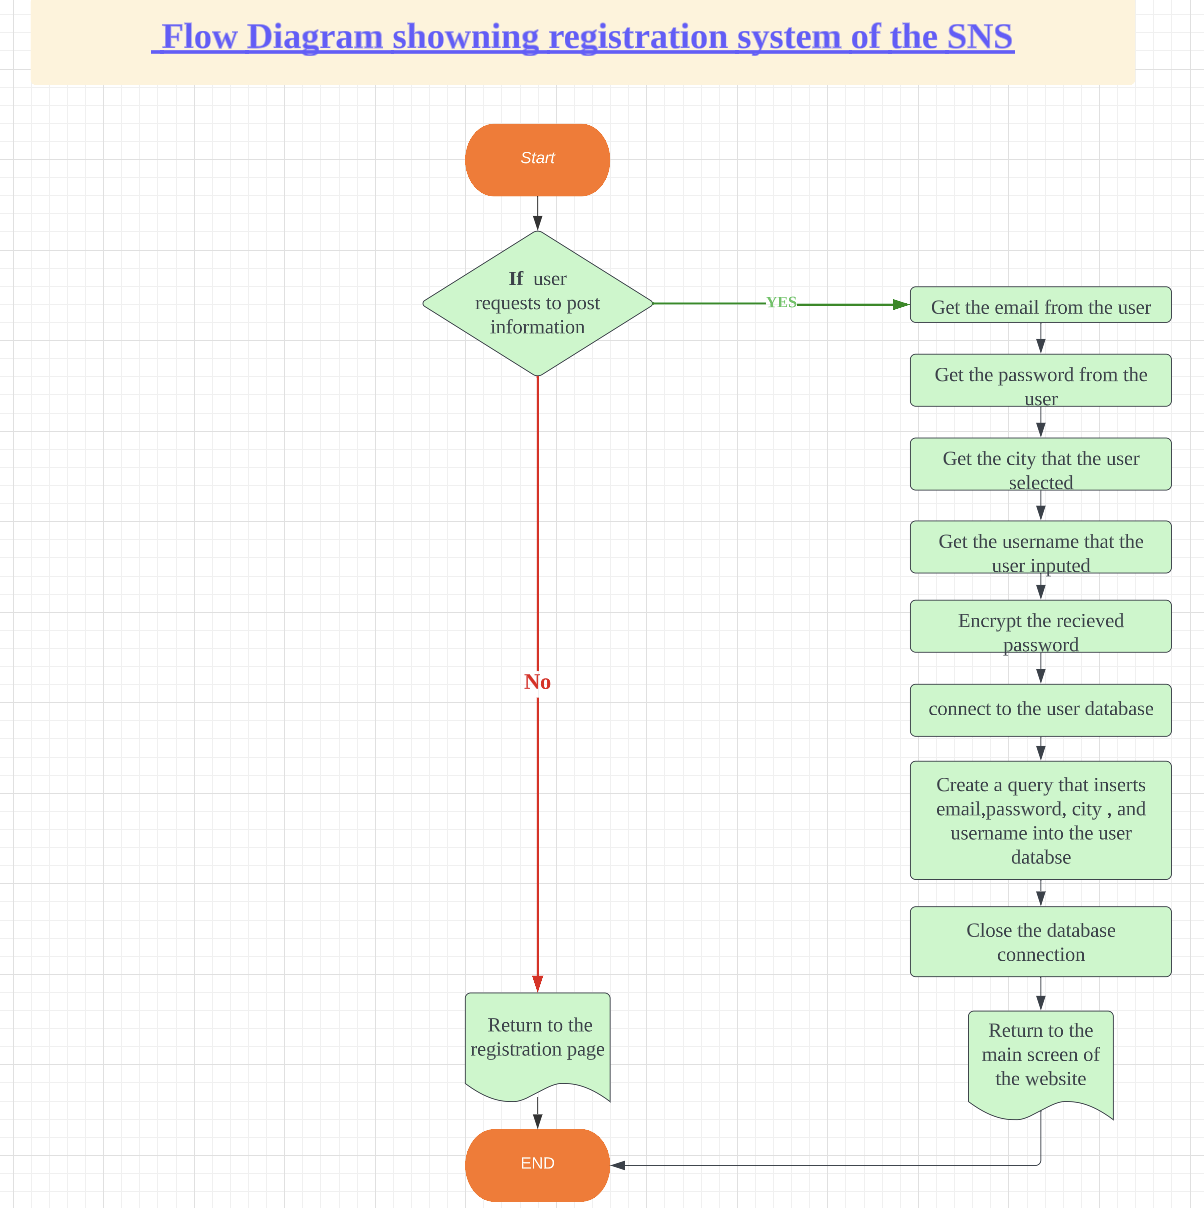 Flow Diagram showning registration system of the SNS
Start
If user
requests to post
information
YES
Get the email from the user
Get the password from the
user
Get the city that the user
selected
Get the username that the
user inputed
Encrypt the recieved
password
connect to the user database
Create a query that inserts
email,password, city , and
username into the user
databse
Close the database
connection
Return to the
main screen of
the website
No
Return to the
registration page
END